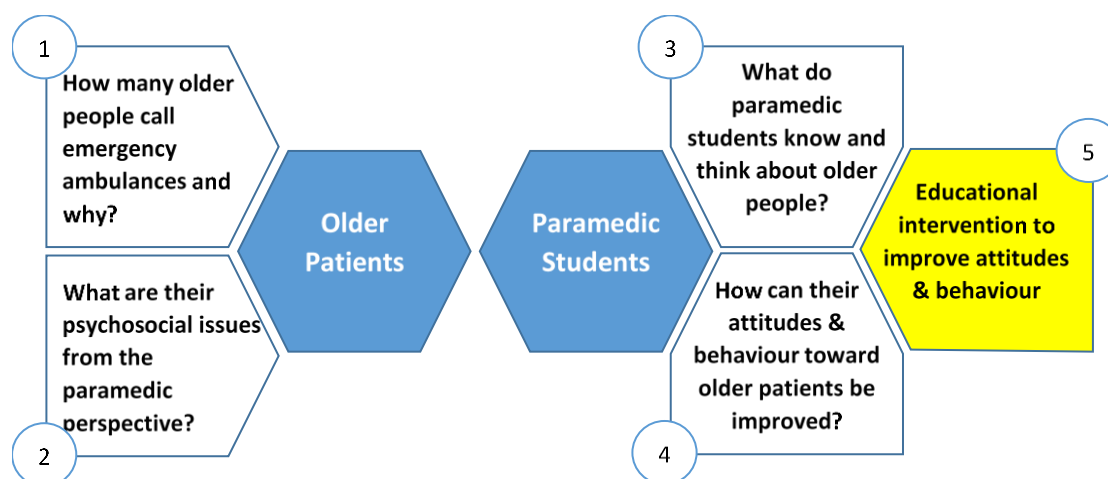 1
How many older
people call
emergency
ambulances and
why?
2
What are their
psychosocial issues
from the
paramedic
perspective?
Older
Patients
Paramedic
Students
3
What do
paramedic
students know and
think about older
people?
4
How can their
attitudes &
behaviour toward
older patients be
improved?
5
Educational
intervention to
improve attitudes
& behaviour